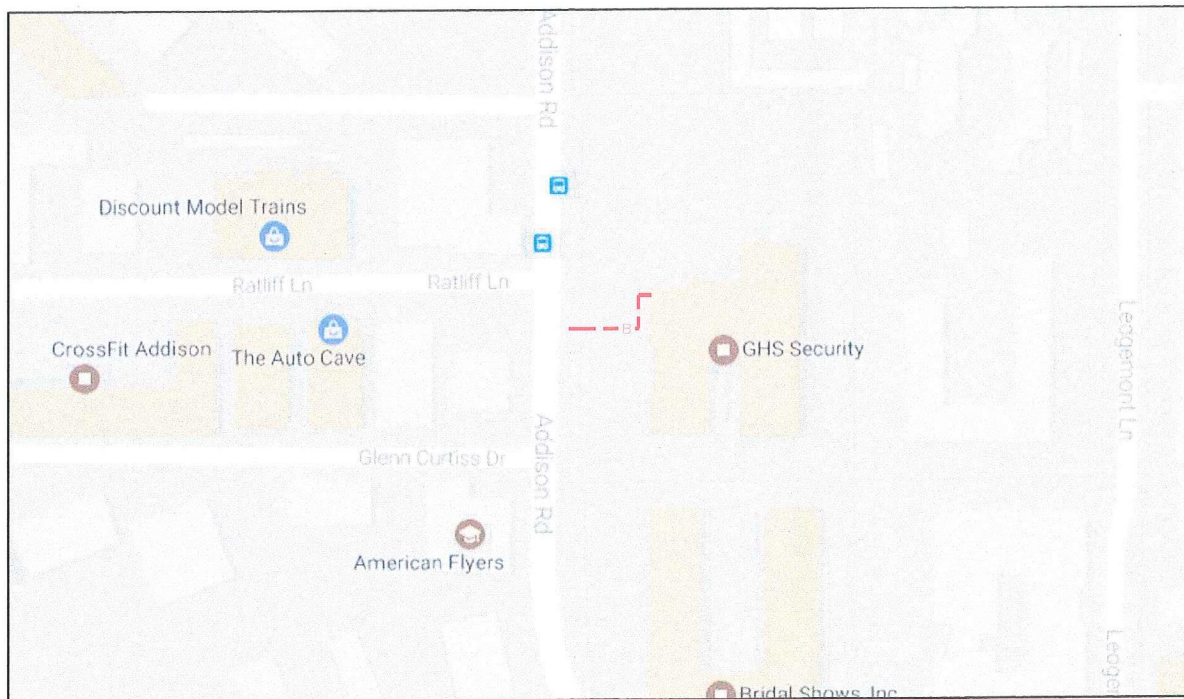 Addison Rd
Discount Model Trains
Ratliff Ln
Ratliff Ln
B
CrossFit Addison
The Auto Cave
GHS Security
Ledgemont Ln
Addison Rd
Glenn Curtiss Dr
American Flyers
Ledge
Bridal Shows, Inc